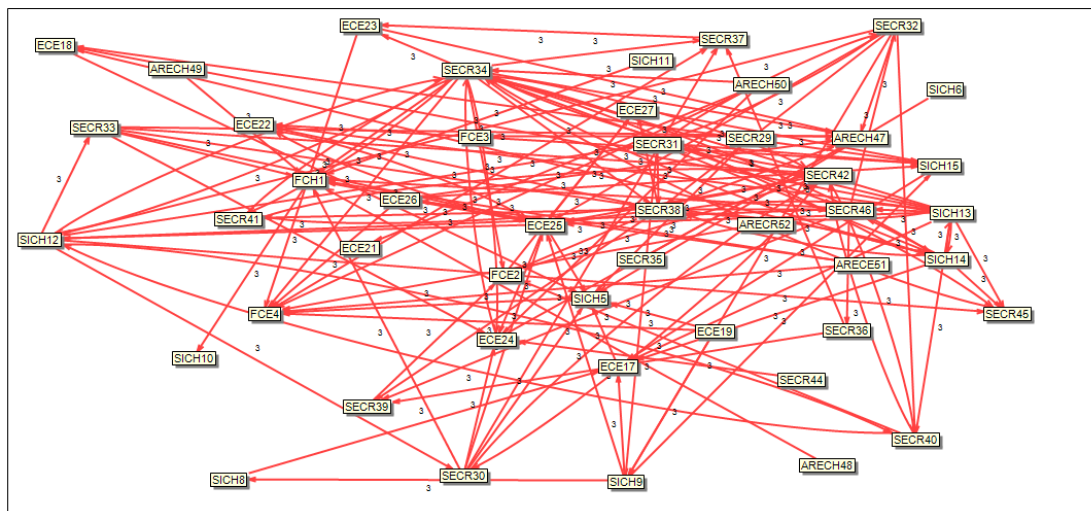 ECE23
SECR32
ECE18
SECR37
ARECH49
SECR34
SICH11
ARECH50
SICH6
ECE27
SECR33
ECE22
FCE3
SECR31
SECR29
ARECH47
SICH15
FCH1
SECR42
ECE26
SECR41
SECR38
SECR46
SICH13
ECE25
ARECR52
SICH12
ECE21
SECR35
SICH14
FCE2
ARECE51
SICH5
FCE4
SECR45
ECE24
ECE19
SECR36
SICH10
ECE17
SECR44
SECR39
SECR40
ARECH48
SICH8
SECR30
SICH9
3